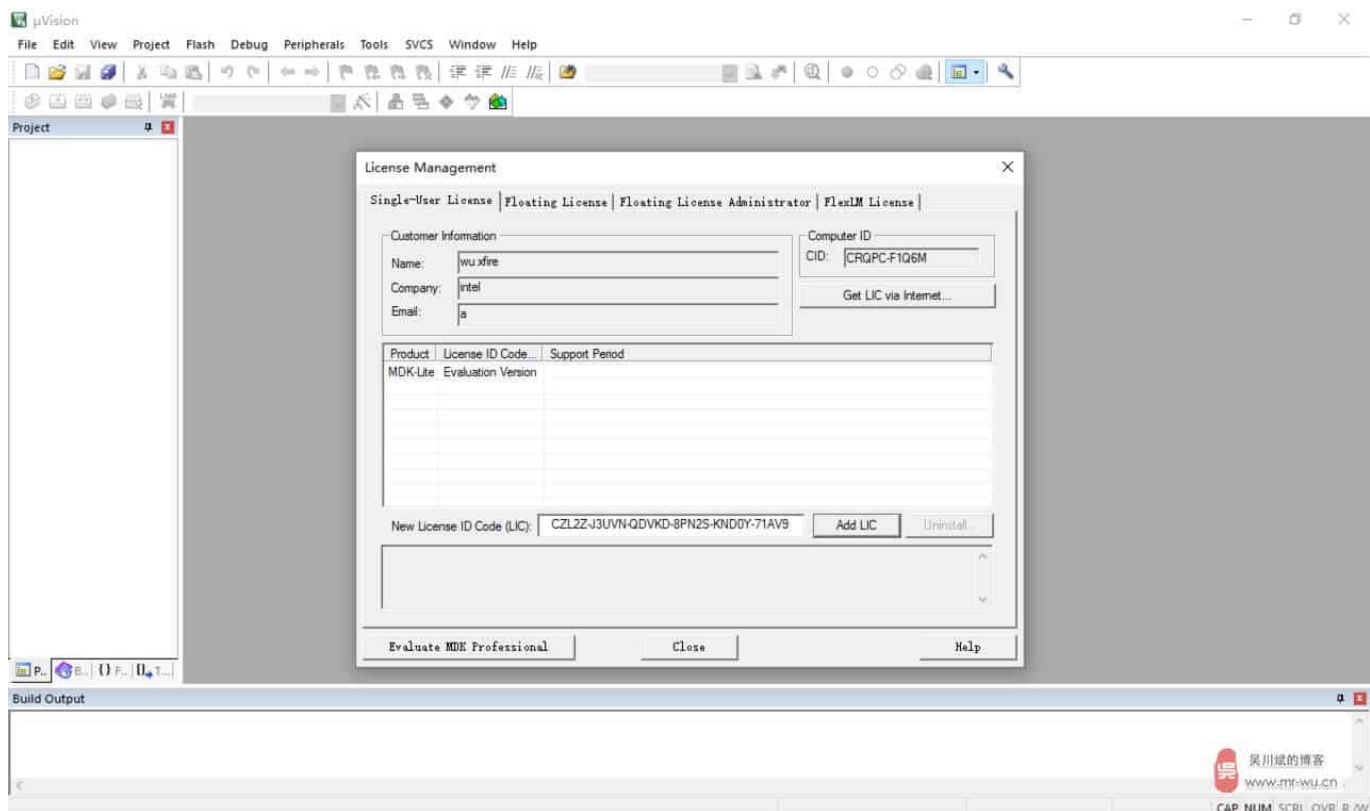 μVision
File Edit View Project Flash Debug Peripherals Tools SVCS Window Help
Project
License Management
Single-User License Floating License Floating License Administrator FlexLM License
Customer Information
Name: wu xfire
Company: intel
Email: a
Computer ID
CID: CRQPC-F1Q6M
Get LIC via Internet...
Product License ID Code... Support Period
MDK-Lite Evaluation Version
New License ID Code (LIC): CZL2Z-J3UVN-QDVKD-8PN2S-KND0Y-71AV9 Add LIC Uninstall...
Evaluate MDK Professional Close Help
P... B... {} F... 0 T...
Build Output
吴川斌的博客
www.mr-wu.cn
CAP NUM SCRL OVR R/W